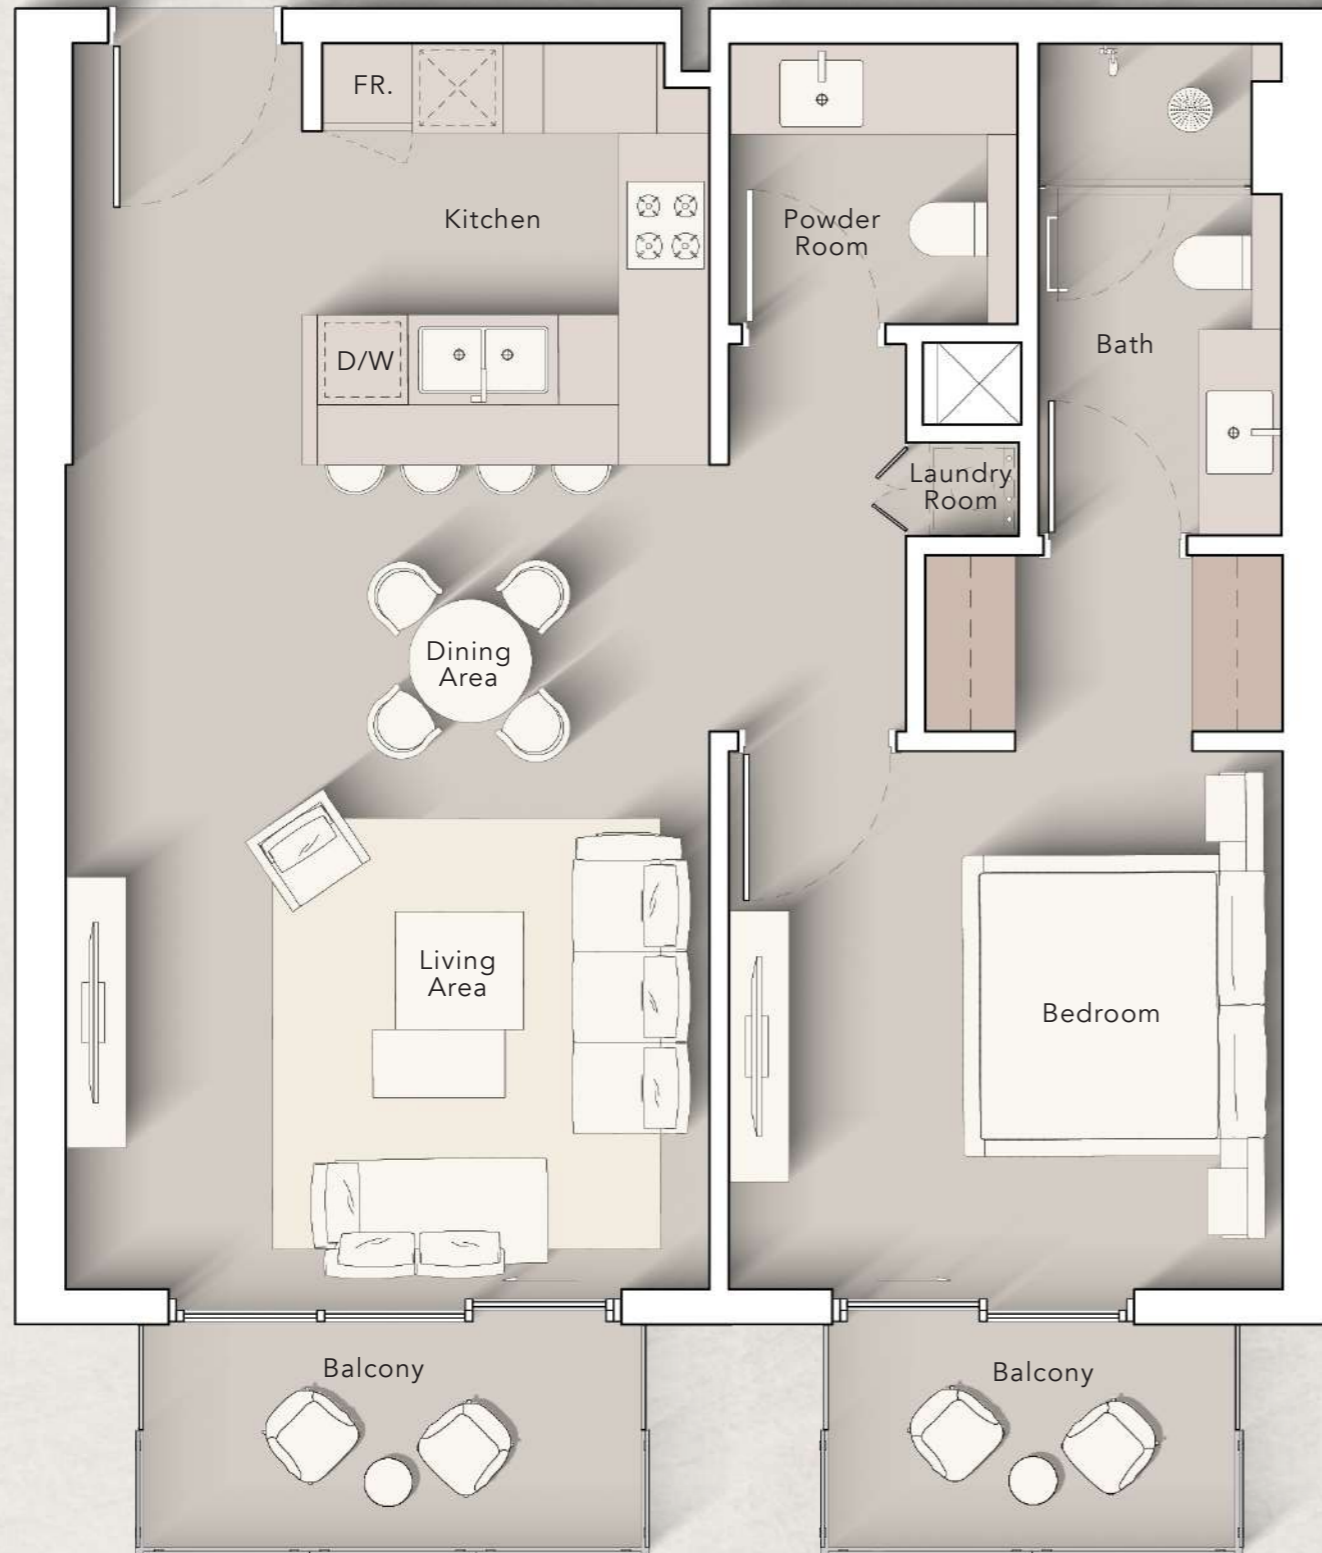 FR.
Kitchen
Powder
Room
D/W
Bath
Laundry
Room
Dining
Area
Living
Area
Bedroom
Balcony
Balcony